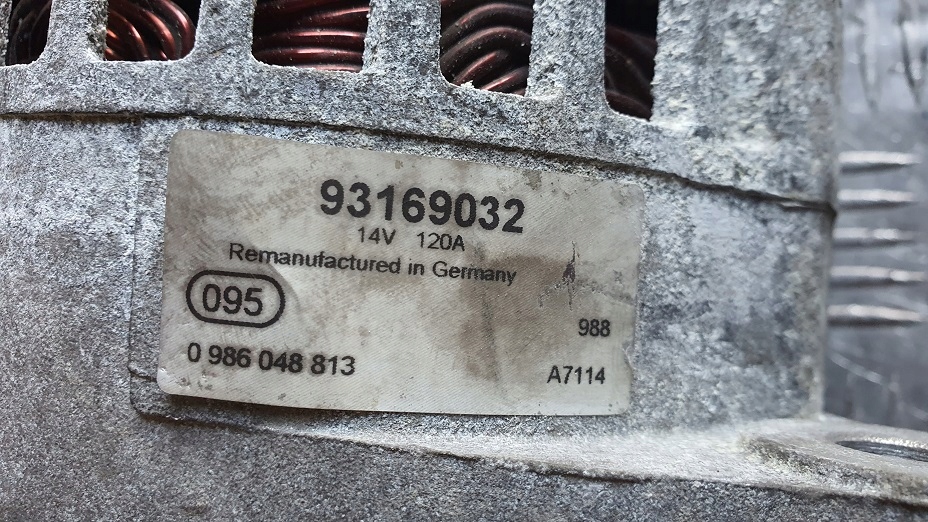 93169032
14V 120A
Remanufactured in Germany
095
988
0 986 048 813
A7114